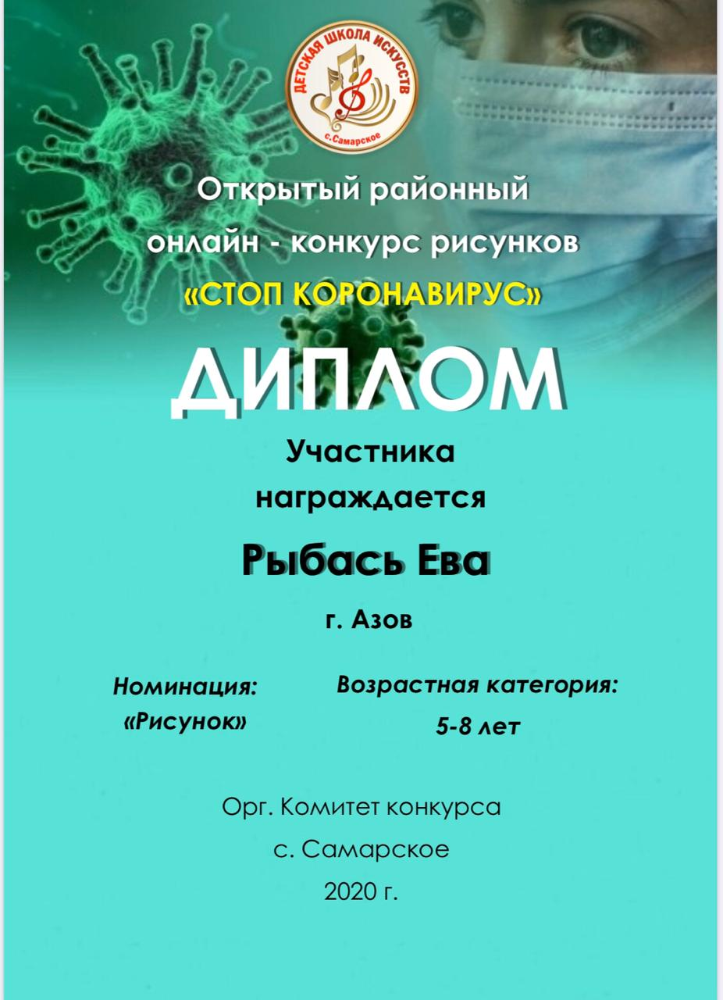 ДЕТСКАЯ ШКОЛА ИСКУССТВ
с.Самарское
Открытый районный
онлайн - конкурс рисунков
«СТОП КОРОНАВИРУС»
ДИПЛОМ
Участника
награждается
Рыбась Ева
г. Азов
Номинация:
«Рисунок»
Возрастная категория:
5-8 лет
Орг. Комитет конкурса
с. Самарское
2020 г.